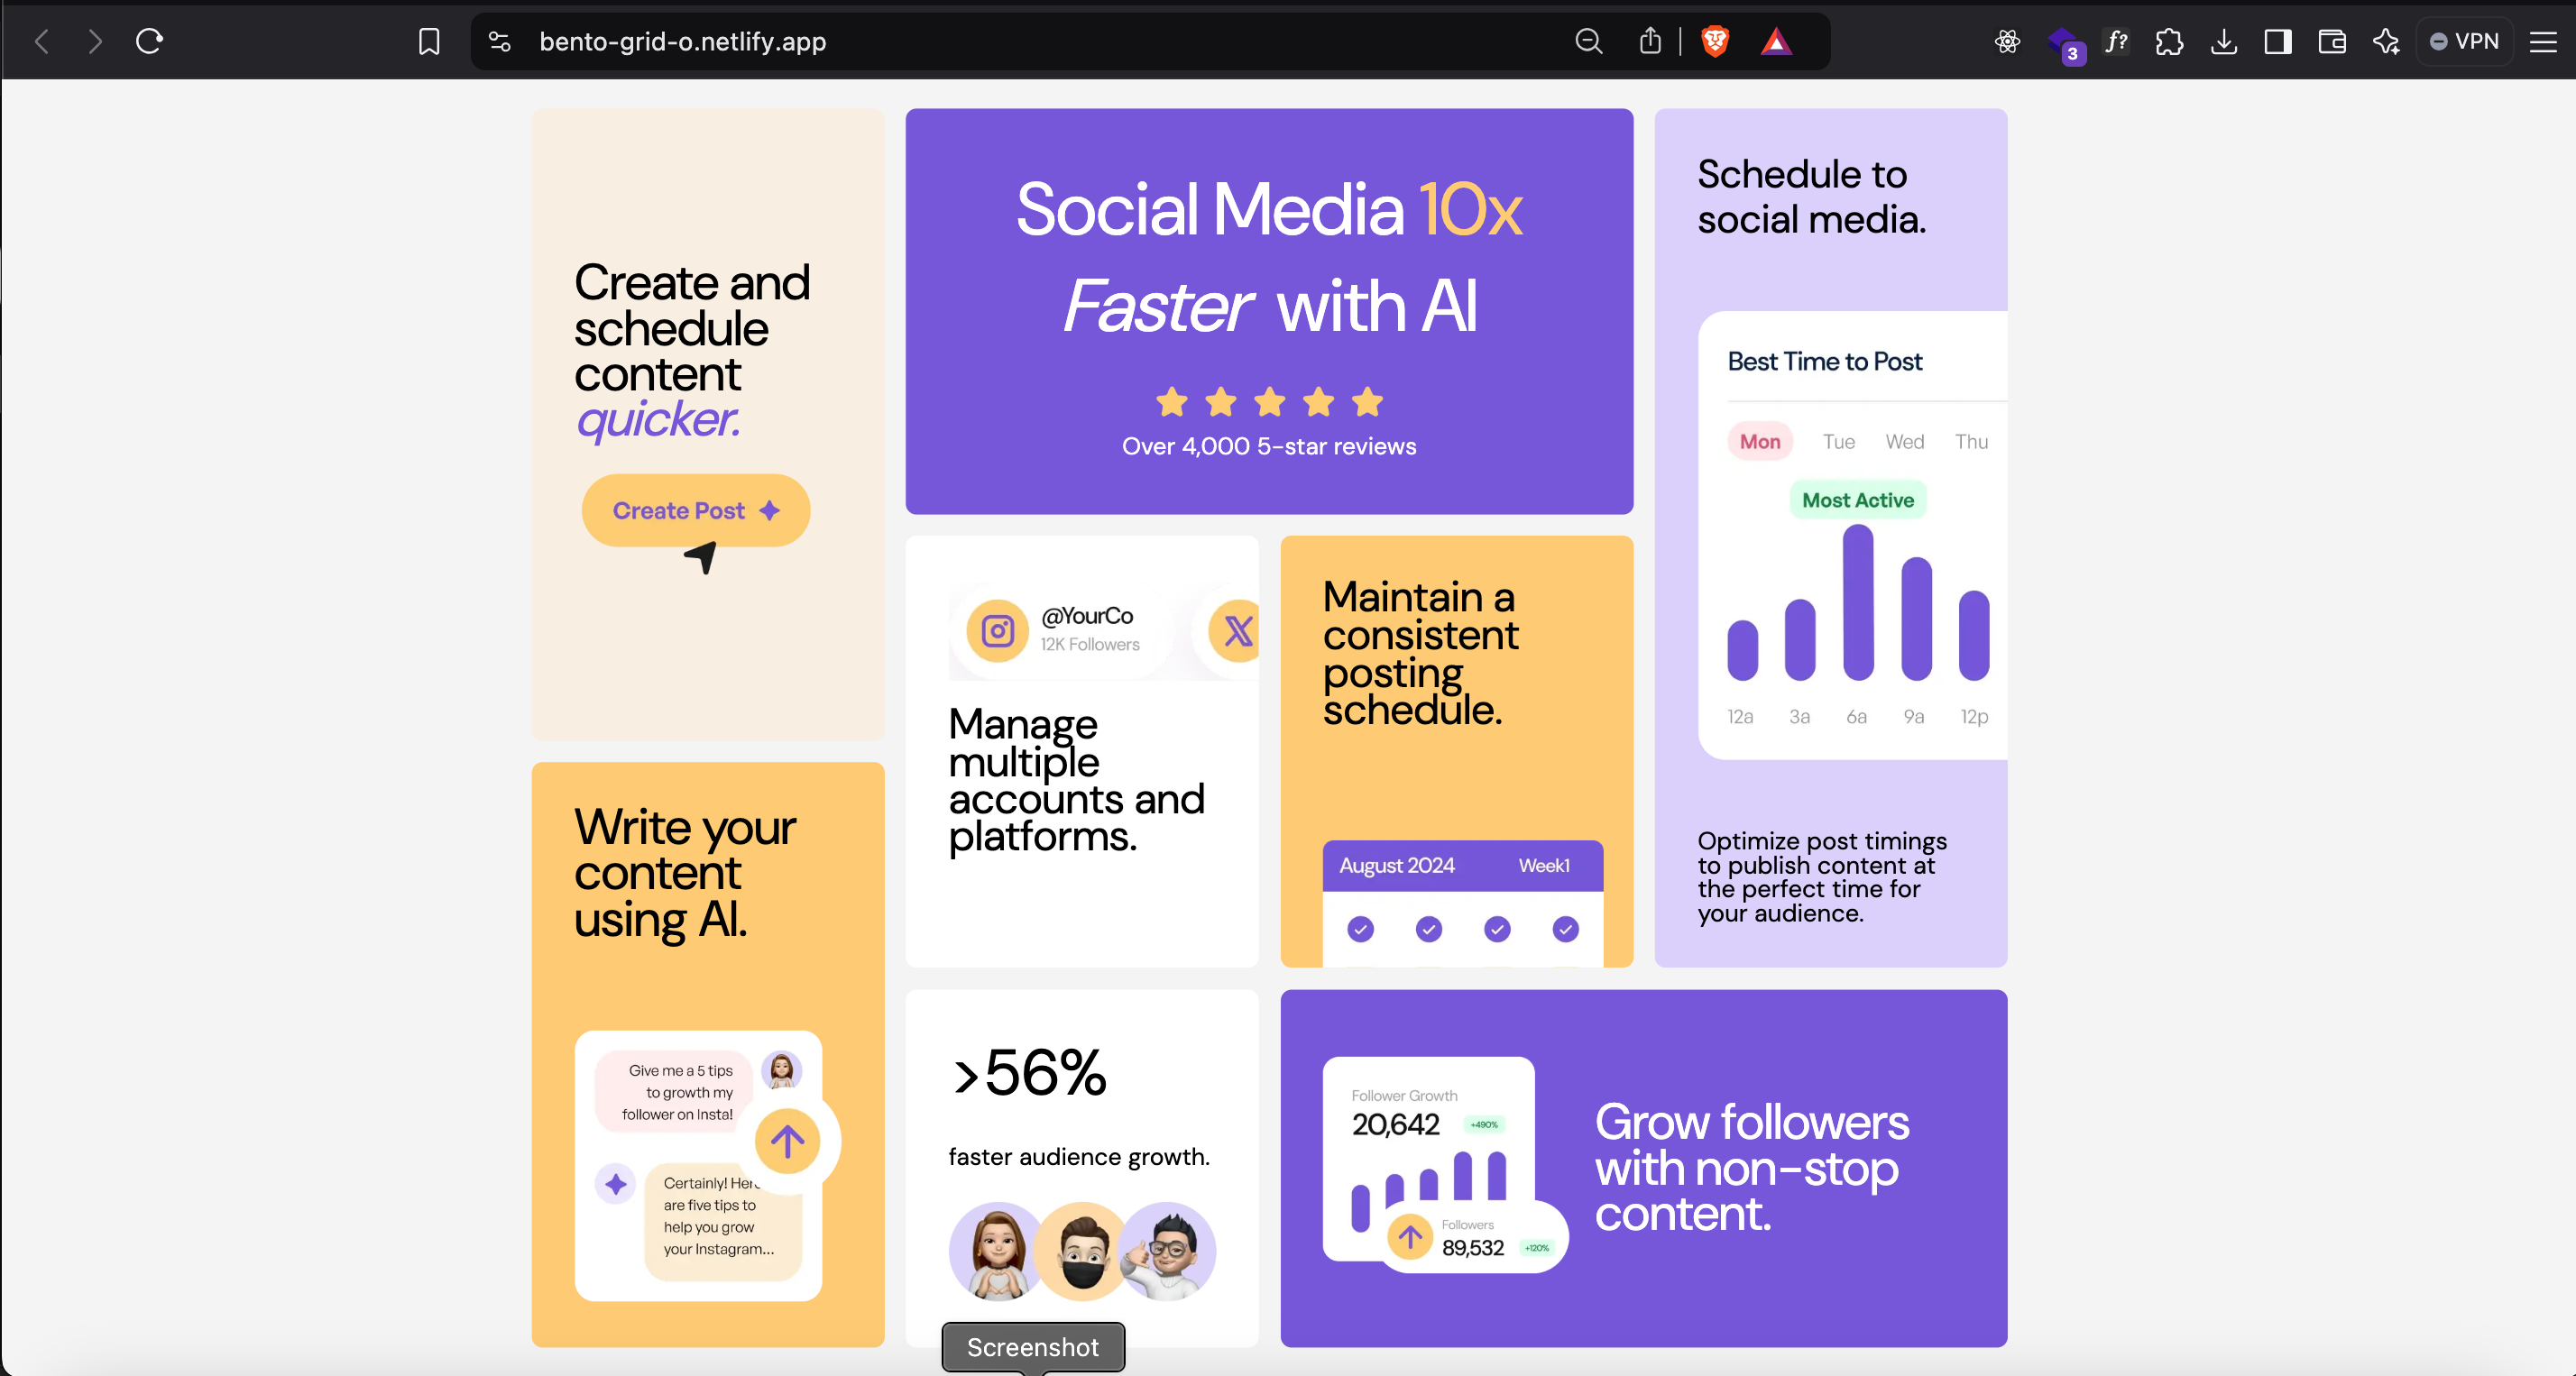 bento-grid-o.netlify.app
3
f?
VPN
Create and
schedule
content
quicker.
Create Post
Social Media 10x
Faster with AI
Over 4,000 5-star reviews
Schedule to
social media.
Best Time to Post
Mon Tue Wed Thu
Most Active
12a 3a 6a 9a 12p
Optimize post timings
to publish content at
the perfect time for
your audience.
@YourCo
12K Followers
Manage
multiple
accounts and
platforms.
Maintain a
consistent
posting
schedule.
August 2024 Week1
Write your
content
using AI.
Give me a 5 tips
to growth my
follower on Insta!
Certainly!
are five tips to
help you grow
your Instagram...
>56%
faster audience growth.
Follower Growth
20,642 +490%
Followers
89,532 +120%
Grow followers
with non-stop
content.
Screenshot